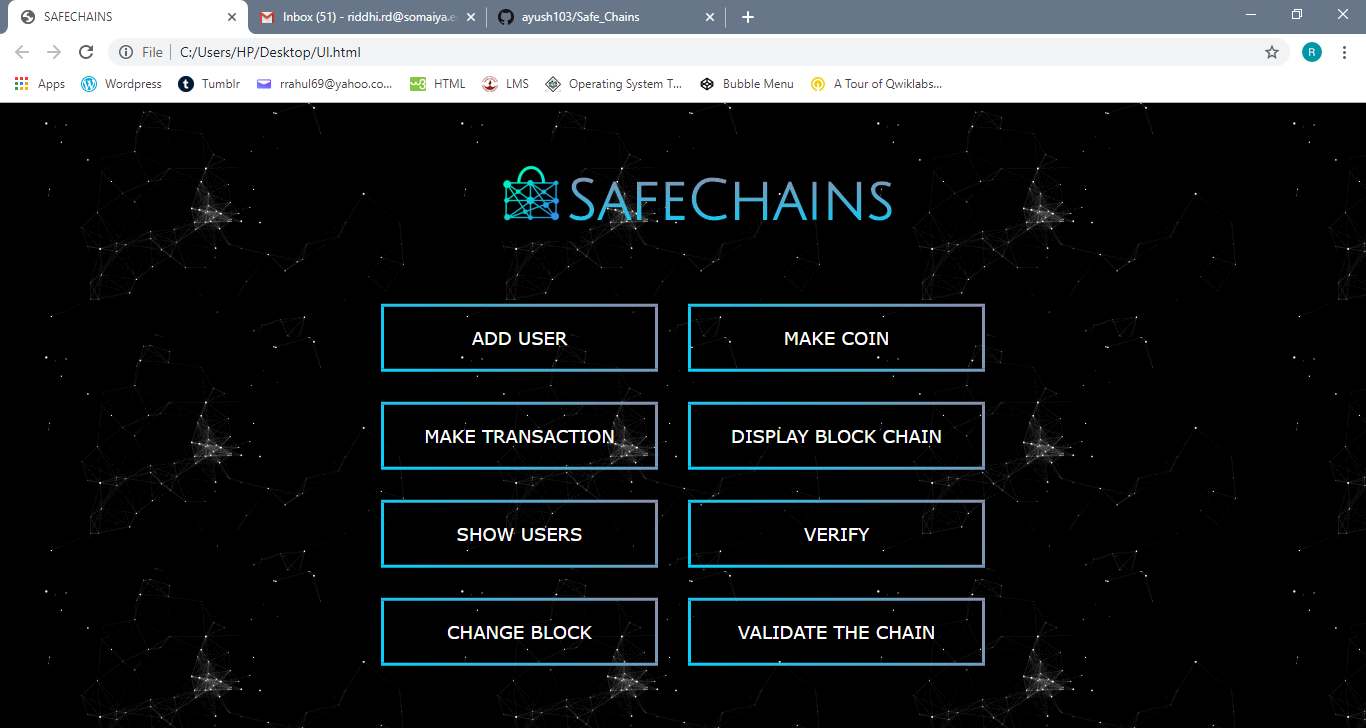 SAFECHAINS
Inbox (51) - riddhi.rd@somaiya.e
ayush103/Safe_Chains
File
C:/Users/HP/Desktop/UI.html
R
Apps
Wordpress
Tumblr
rrahul69@yahoo.co...
HTML
LMS
Operating System T...
Bubble Menu
A Tour of Qwiklabs...
SAFECHAINS
ADD USER
MAKE COIN
MAKE TRANSACTION
DISPLAY BLOCK CHAIN
SHOW USERS
VERIFY
CHANGE BLOCK
VALIDATE THE CHAIN